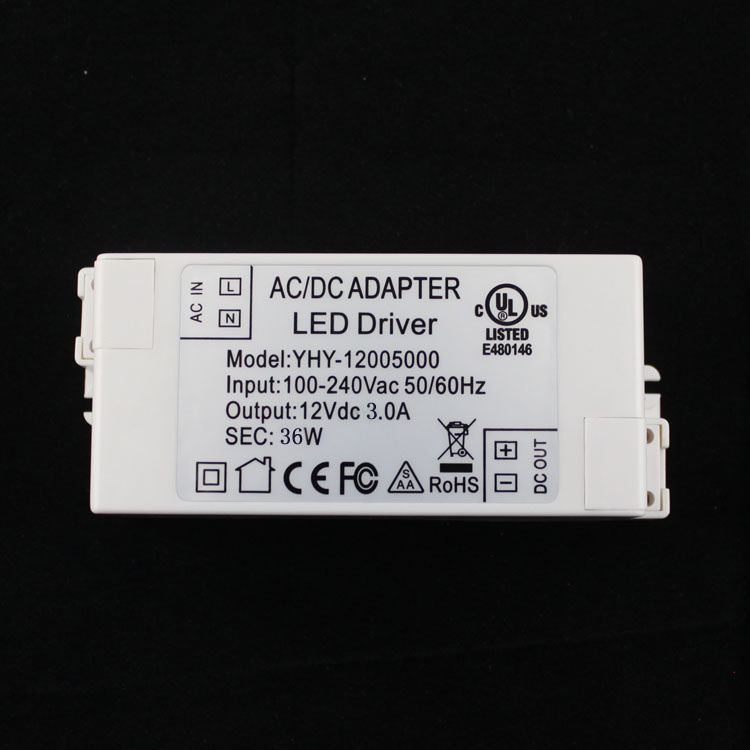 AC IN
L
N
AC/DC ADAPTER
LED Driver
Model:YHY-12005000
Input:100-240Vac 50/60Hz
Output:12Vdc 3.0A
SEC: 36W
C UL US
®
LISTED
E480146
CE FC
S
AA
RoHS
+
−
DC OUT